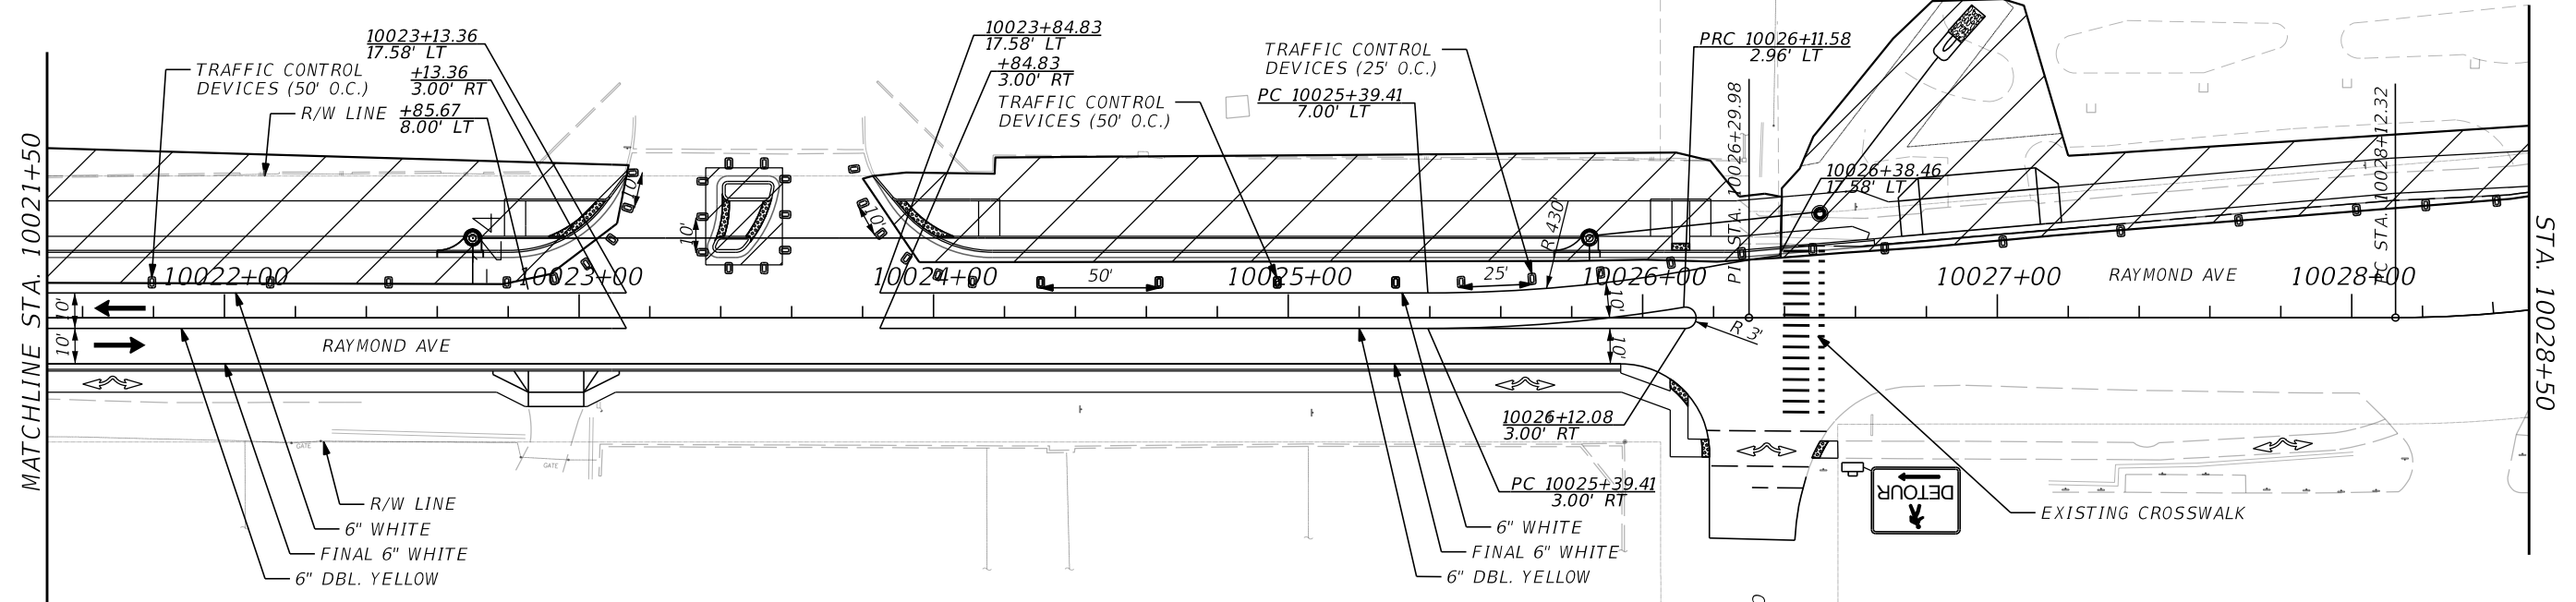 MATCHLINE STA. 10021+50
10023+13.36
17.58' LT
TRAFFIC CONTROL
DEVICES (50' O.C.)
+13.36
3.00' RT
R/W LINE
+85.67
8.00' LT
10'
10'
10022+00
10023+00
10'
10'
RAYMOND AVE
GATE
GATE
R/W LINE
6" WHITE
FINAL 6" WHITE
6" DBL. YELLOW
10023+84.83
17.58' LT
+84.83
3.00' RT
TRAFFIC CONTROL
DEVICES (50' O.C.)
10'
10024+00
50'
TRAFFIC CONTROL
DEVICES (25' O.C.)
PC 10025+39.41
7.00' LT
10025+00
25'
R 430'
10026+00
10'
10'
R 3'
PRC 10026+11.58
2.96' LT
PI STA. 10026+29.98
10026+38.46
17.58' LT
10026+12.08
3.00' RT
PC 10025+39.41
3.00' RT
6" WHITE
FINAL 6" WHITE
6" DBL. YELLOW
10027+00
RAYMOND AVE
10028+00
PC STA. 10028+12.32
DETOUR
EXISTING CROSSWALK
STA. 10028+50